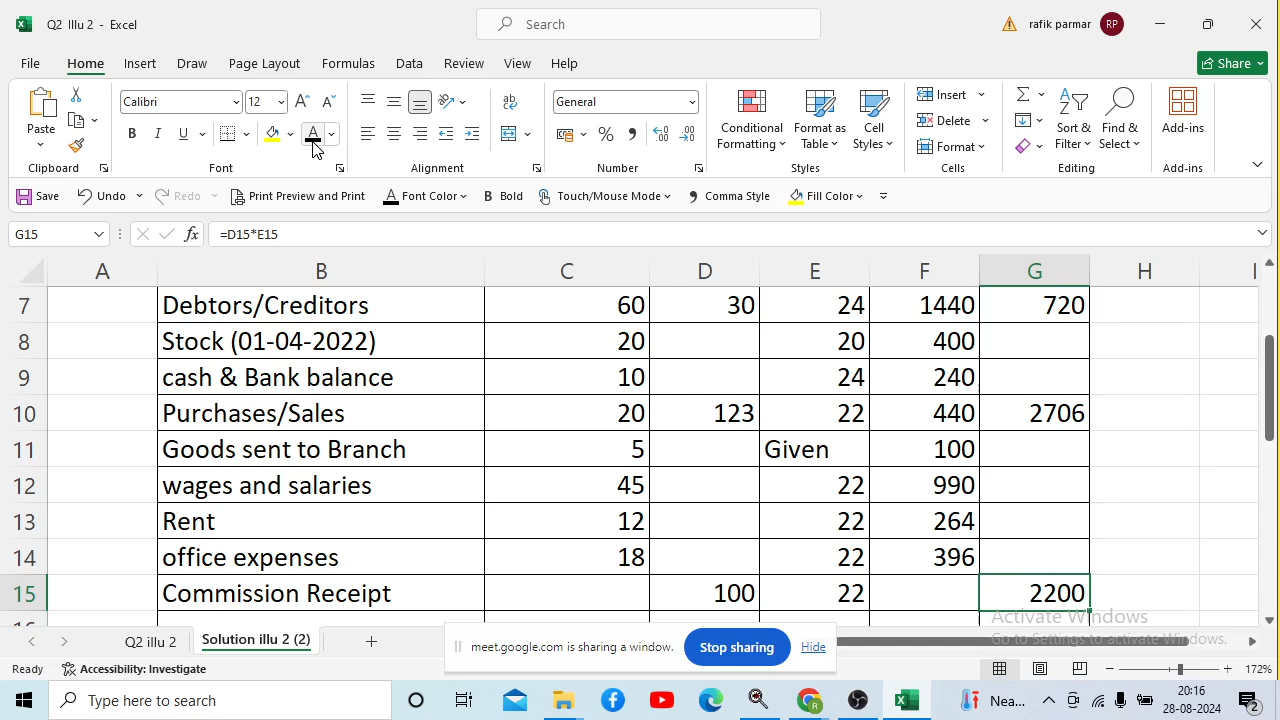 Q2 Illu 2 - Excel
Search
rafik parmar
RP
File Home Insert Draw Page Layout Formulas Data Review View Help
Share
Paste
Calibri 12
General
Conditional Formatting
Format as Table
Cell Styles
Insert
Delete
Format
Sort & Filter
Find & Select
Add-ins
Clipboard Font Alignment Number Styles Cells Editing Add-ins
Save Undo Redo Print Preview and Print Font Color Bold Touch/Mouse Mode Comma Style Fill Color
G15 fx =D15*E15
A B C D E F G H I
7 Debtors/Creditors 60 30 24 1440 720
8 Stock (01-04-2022) 20 20 400
9 cash & Bank balance 10 24 240
10 Purchases/Sales 20 123 22 440 2706
11 Goods sent to Branch 5 Given 100
12 wages and salaries 45 22 990
13 Rent 12 22 264
14 office expenses 18 22 396
15 Commission Receipt 100 22 2200
Activate Windows
Go to Settings to activate Windows.
Q2 illu 2 Solution illu 2 (2)
meet.google.com is sharing a window. Stop sharing Hide
Ready Accessibility: Investigate 172%
Type here to search
Nea...
20:16
28-08-2024
2